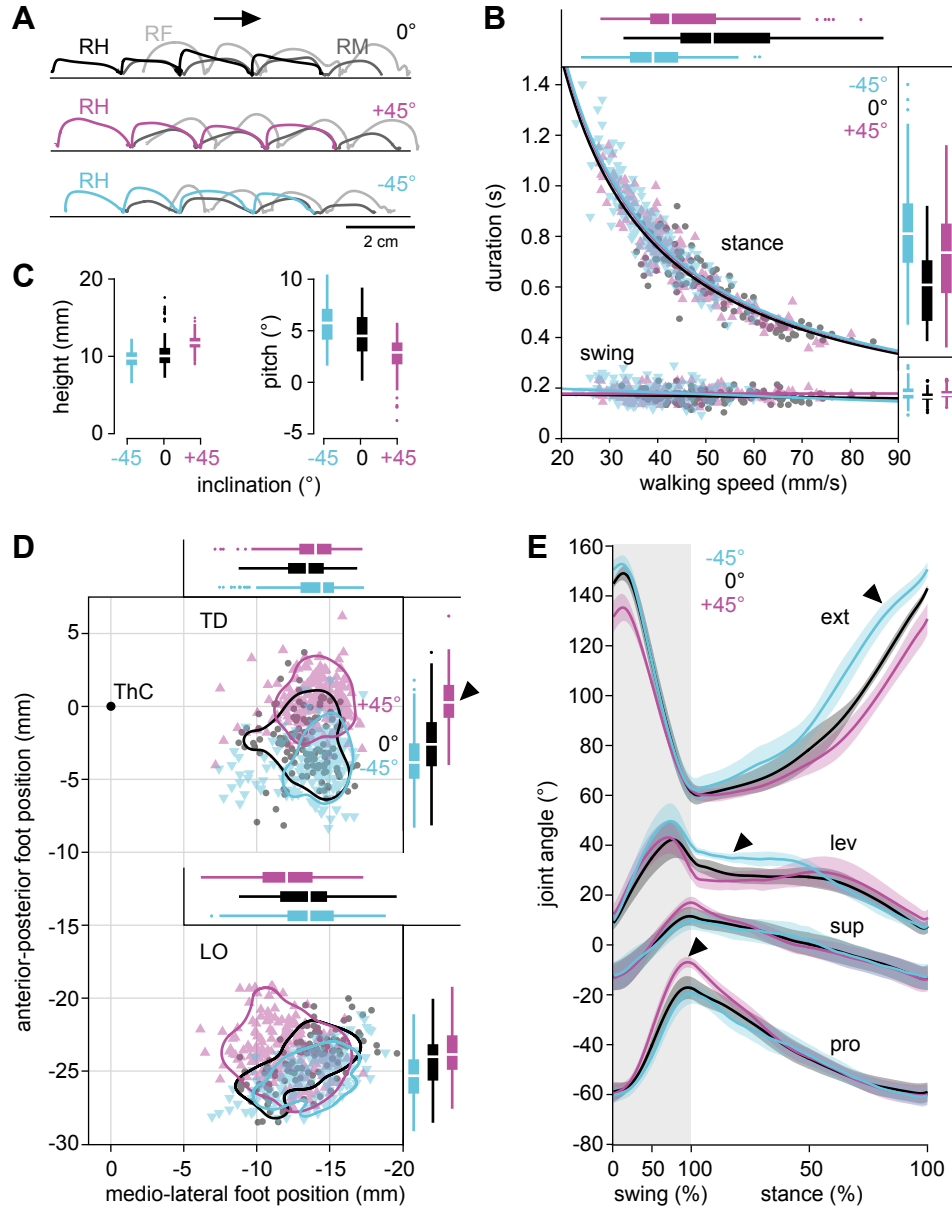 A
RH
RF
RM
0°
RH
+45°
RH
-45°
2 cm
B
-45°
0°
+45°
1.4
1.2
1.0
0.8
0.6
0.4
0.2
0
duration (s)
stance
swing
20
30
40
50
60
70
80
90
walking speed (mm/s)
C
20
10
0
height (mm)
-45
0
+45
10
5
0
-5
pitch (°)
-45
0
+45
inclination (°)
D
TD
ThC
+45°
0°
-45°
5
0
-5
-10
-15
-20
-25
-30
anterior-posterior foot position (mm)
LO
0
-5
-10
-15
-20
medio-lateral foot position (mm)
E
-45°
0°
+45°
160
140
120
100
80
60
40
20
0
-20
-40
-60
-80
joint angle (°)
ext
lev
sup
pro
0
50
100
50
100
swing (%)
stance (%)